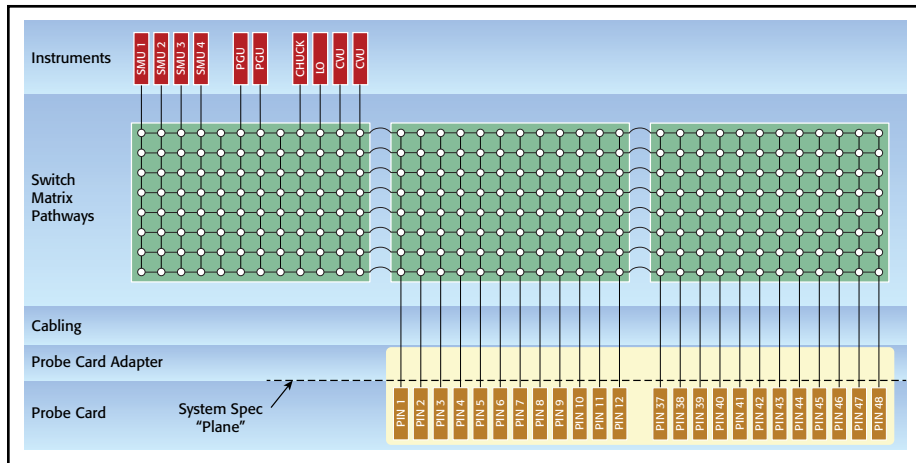 Instruments
SMU 1
SMU 2
SMU 3
SMU 4
PGU
PGU
CHUCK
LO
CVU
CVU
Switch
Matrix
Pathways
Cabling
Probe Card Adapter
System Spec
“Plane”
Probe Card
PIN 1
PIN 2
PIN 3
PIN 4
PIN 5
PIN 6
PIN 7
PIN 8
PIN 9
PIN 10
PIN 11
PIN 12
PIN 37
PIN 38
PIN 39
PIN 40
PIN 41
PIN 42
PIN 43
PIN 44
PIN 45
PIN 46
PIN 47
PIN 48